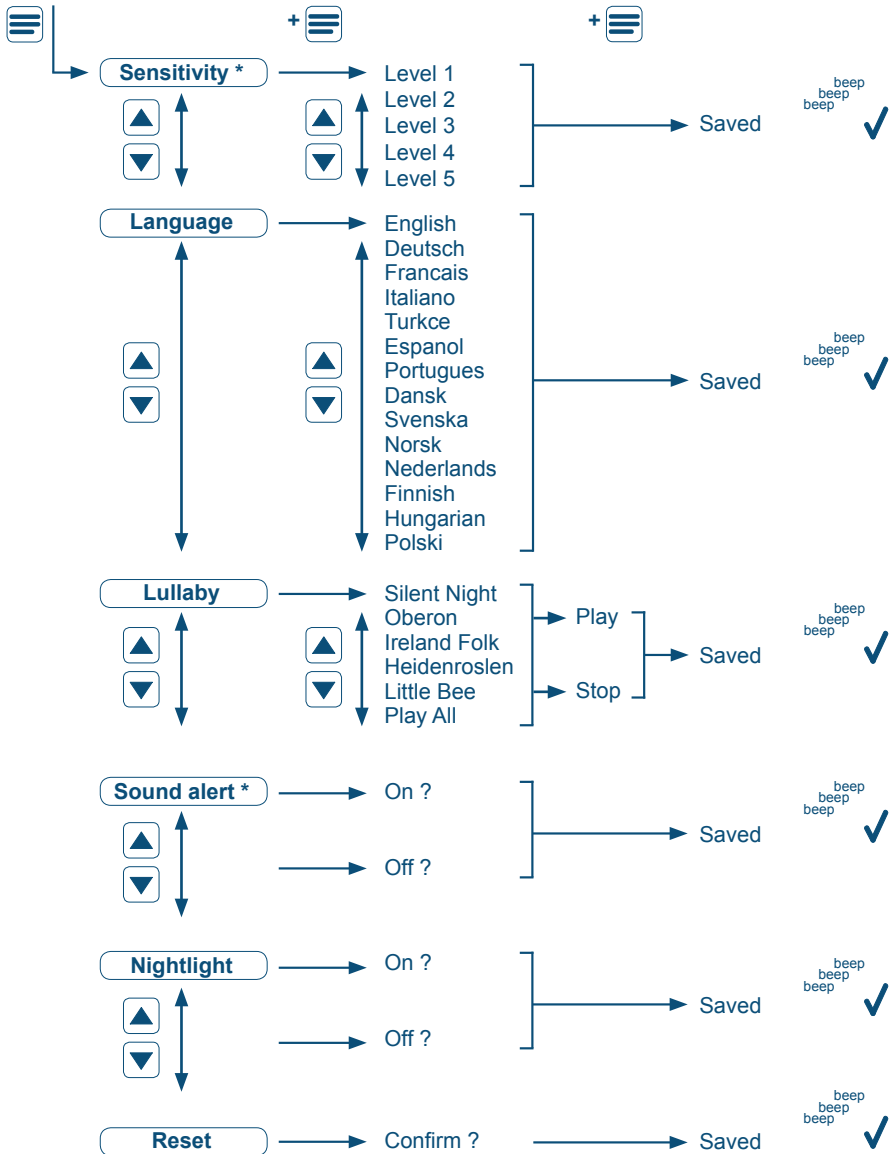 +
+
Sensitivity *
Level 1
Level 2
Level 3
Level 4
Level 5
Saved
beep
beep
beep
Language
English
Deutsch
Francais
Italiano
Turkce
Espanol
Portugues
Dansk
Svenska
Norsk
Nederlands
Finnish
Hungarian
Polski
Saved
beep
beep
beep
Lullaby
Silent Night
Oberon
Ireland Folk
Heidenroslen
Little Bee
Play All
Play
Stop
Saved
beep
beep
beep
Sound alert *
On ?
Off ?
Saved
beep
beep
beep
Nightlight
On ?
Off ?
Saved
beep
beep
beep
Reset
Confirm ?
Saved
beep
beep
beep